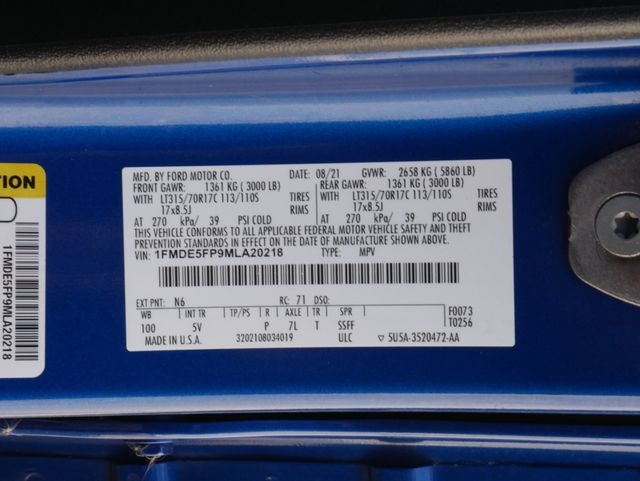 TION
1FMDE5FP9MLA20218
MFD. BY FORD MOTOR CO. 08/21 GVWR: 2658 KG ( 5860 LB)
FRONT GAWR: 1361 KG ( 3000 LB) REAR GAWR: 1361 KG ( 3000 LB)
WITH LT315/70R17C 113/110S TIRES WITH LT315/70R17C 113/110S TIRES
17x8.5J RIMS 17x8.5J RIMS
AT 270 kPa/ 39 PSI COLD AT 270 kPa/ 39 PSI COLD
THIS VEHICLE CONFORMS TO ALL APPLICABLE FEDERAL MOTOR VEHICLE SAFETY AND
THEFT PREVENTION STANDARDS IN EFFECT ON THE DATE OF MANUFACTURE SHOWN ABOVE.
VIN: 1FMDE5FP9MLA20218 TYPE: MPV
EXT PNT: N6 RC: 71 DSO:
WB INT TR TP/PS R AXLE TR SPR F0073
100 5V P 7L T SSFF T0256
MADE IN U.S.A. 3202108034019 ULC ▽ 5U5A-3520472-AA